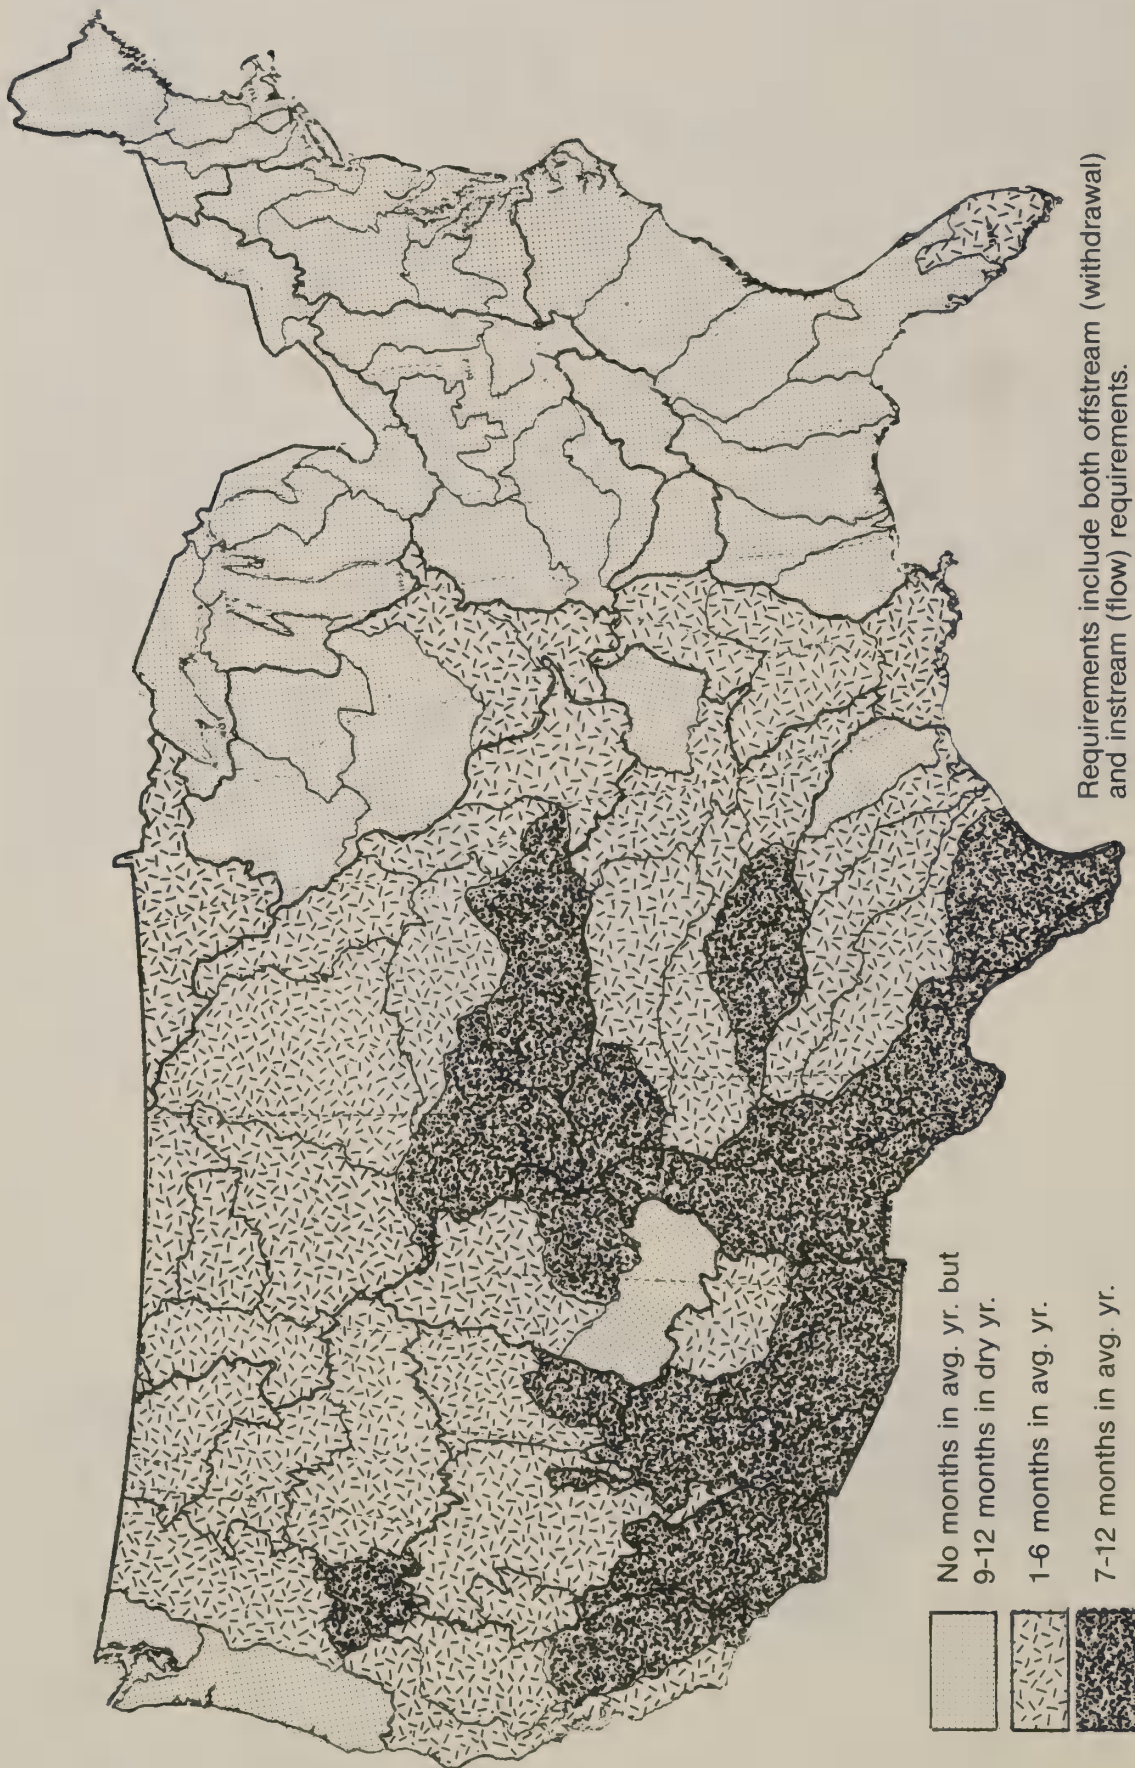 Requirements include both offstream (withdrawal)
and instream (flow) requirements.
No months in avg. yr. but
9-12 months in dry yr.
1-6 months in avg. yr.
7-12 months in avg. yr.